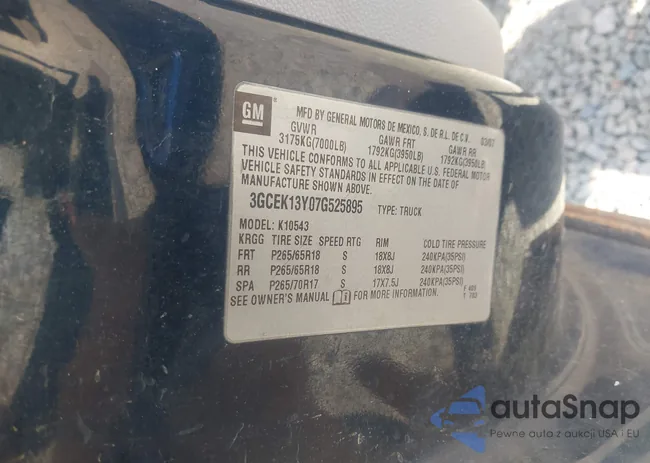 GM
MFD BY GENERAL MOTORS DE MEXICO, S. DE R.L. DE C.V. 03/07
GVWR GAWR FRT GAWR RR
3175KG(7000LB) 1792KG(3950LB) 1792KG(3950LB)
THIS VEHICLE CONFORMS TO ALL APPLICABLE U.S. FEDERAL MOTOR
VEHICLE SAFETY STANDARDS IN EFFECT ON THE DATE OF
MANUFACTURE SHOWN ABOVE.
3GCEK13Y07G525895 TYPE: TRUCK
MODEL: K10543
KRGG TIRE SIZE SPEED RTG RIM COLD TIRE PRESSURE
FRT P265/65R18 S 18X8J 240KPA(35PSI)
RR P265/65R18 S 18X8J 240KPA(35PSI)
SPA P265/70R17 S 17X7.5J 240KPA(35PSI)
SEE OWNER'S MANUAL FOR MORE INFORMATION.
autaSnap
Pewne auta z aukcji USA i EU